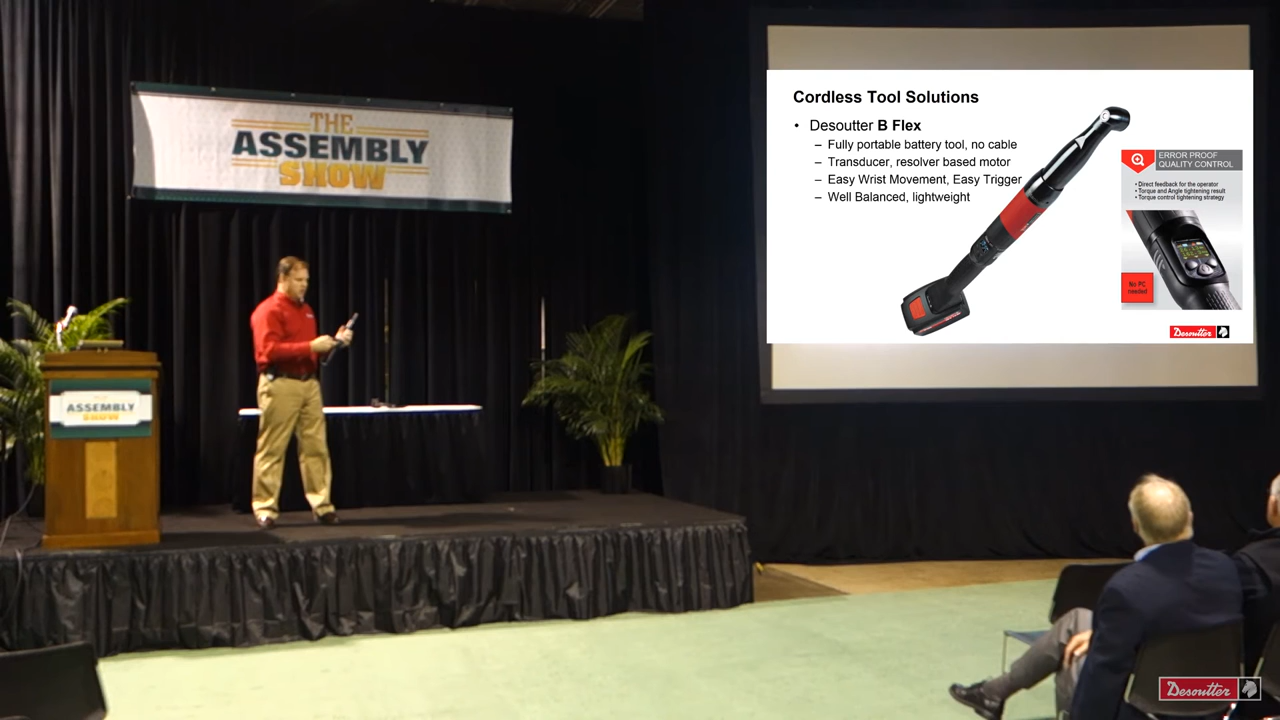 THE
ASSEMBLY
SHOW
Cordless Tool Solutions
• Desoutter B Flex
– Fully portable battery tool, no cable
– Transducer, resolver based motor
– Easy Wrist Movement, Easy Trigger
– Well Balanced, lightweight
ERROR PROOF
QUALITY CONTROL
• Direct feedback for the operator
• Torque and Angle tightening result
• Torque control tightening strategy
No PC
needed
Desoutter
ASSEMBLY
SHOW
Desoutter